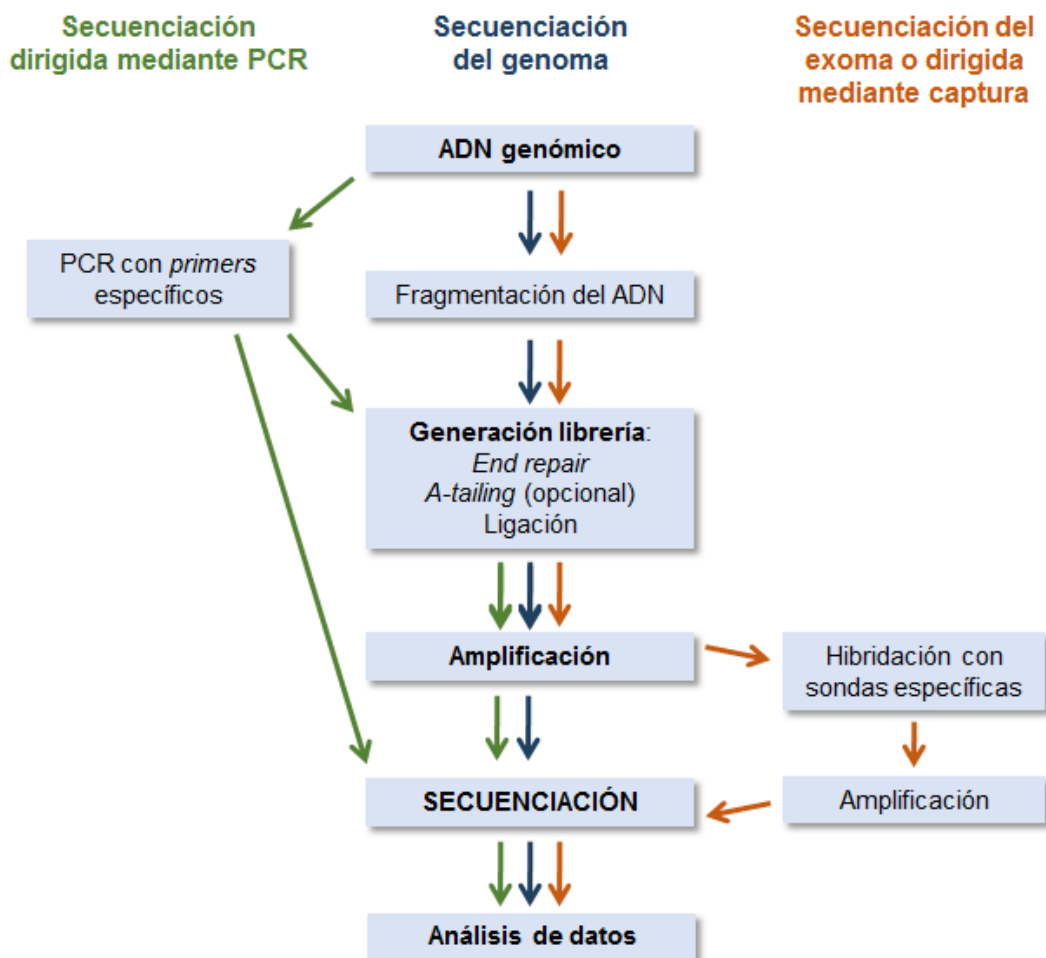 Secuenciación
dirigida mediante PCR
Secuenciación
del genoma
Secuenciación del
exoma o dirigida
mediante captura
ADN genómico
PCR con primers
específicos
Fragmentación del ADN
Generación librería:
End repair
A-tailing (opcional)
Ligación
Amplificación
Hibridación con
sondas específicas
SECUENCIACIÓN
Amplificación
Análisis de datos